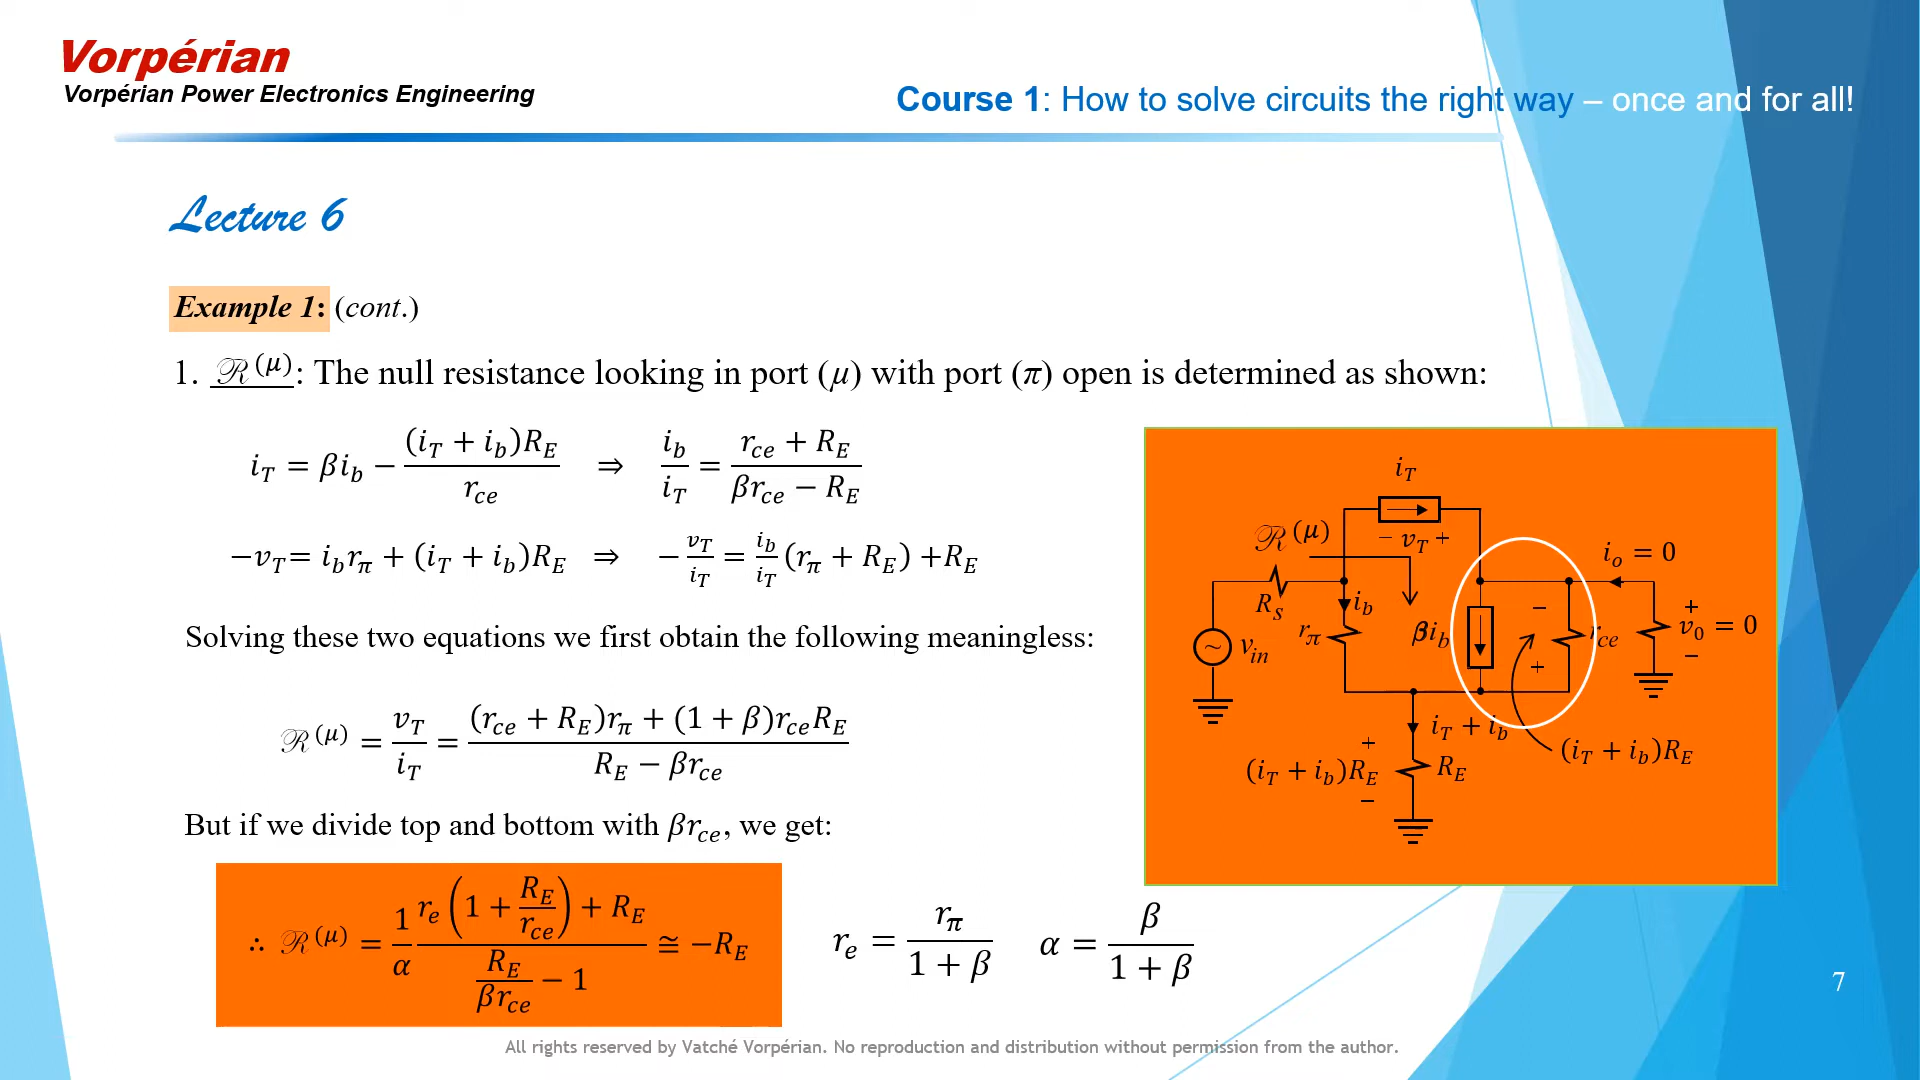 Vorpérian
Vorpérian Power Electronics Engineering
Course 1: How to solve circuits the right way – once and for all!
Lecture 6
Example 1: (cont.)
1. ℛ^(μ): The null resistance looking in port (μ) with port (π) open is determined as shown:
i_T = βi_b − (i_T + i_b)R_E / r_ce ⇒ i_b / i_T = (r_ce + R_E) / (βr_ce − R_E)
−v_T = i_b r_π + (i_T + i_b)R_E ⇒ − v_T / i_T = i_b / i_T (r_π + R_E) + R_E
Solving these two equations we first obtain the following meaningless:
ℛ^(μ) = v_T / i_T = ((r_ce + R_E)r_π + (1 + β)r_ce R_E) / (R_E − βr_ce)
But if we divide top and bottom with βr_ce, we get:
∴ ℛ^(μ) = 1/α (r_e (1 + R_E / r_ce) + R_E) / (R_E / βr_ce − 1) ≅ −R_E
r_e = r_π / (1 + β)
α = β / (1 + β)
i_T
ℛ^(μ)
− v_T +
i_o = 0
R_s
i_b
r_π
βi_b
−
+
r_ce
+
v_0 = 0
−
~
v_in
i_T + i_b
(i_T + i_b)R_E
+
(i_T + i_b)R_E
−
R_E
7
All rights reserved by Vatché Vorpérian. No reproduction and distribution without permission from the author.